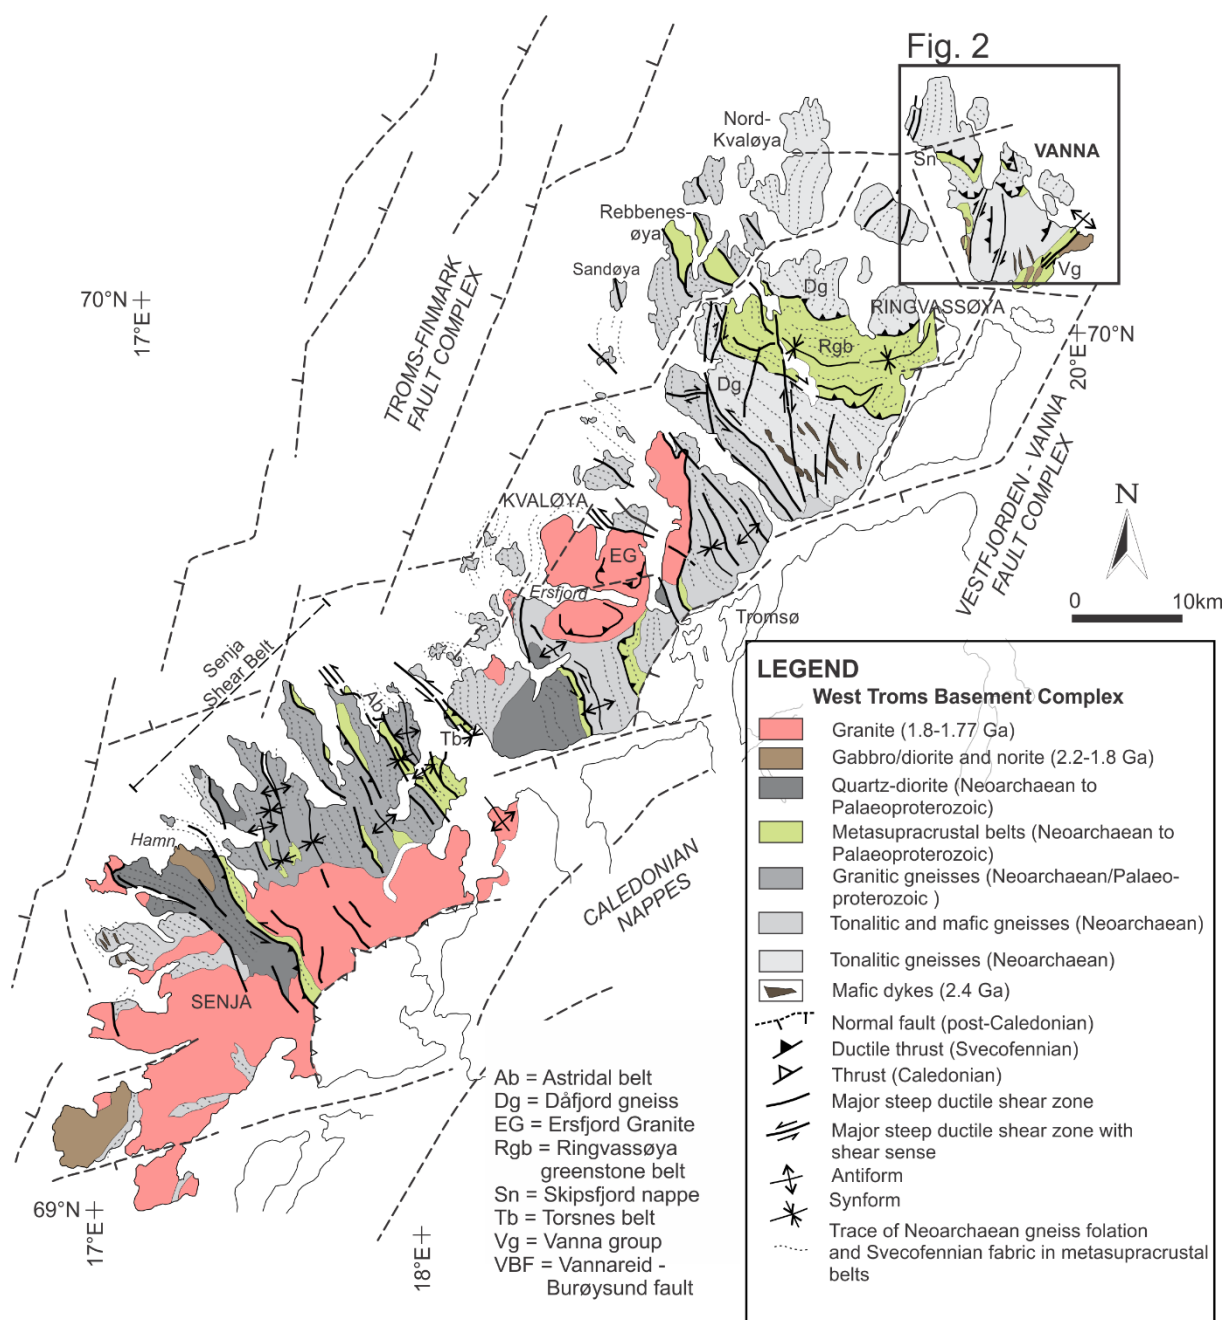 Fig. 2
Nord-
Kvaløya
Sn
VANNA
Rebbenes-
øya
Sandøya
Vg
Dg
RINGVASSØYA
70°N
17°E
TROMS-FINMARK
FAULT COMPLEX
Rgb
70°N
20°E
Dg
KVALØYA
EG
Ersfjord
VESTFJORDEN - VANNA
FAULT COMPLEX
N
0 10km
Tromsø
Senja
Shear Belt
Ab
Tb
Hamn
CALEDONIAN
NAPPES
SENJA
69°N
17°E
18°E
Ab = Astridal belt
Dg = Dåfjord gneiss
EG = Ersfjord Granite
Rgb = Ringvassøya
greenstone belt
Sn = Skipsfjord nappe
Tb = Torsnes belt
Vg = Vanna group
VBF = Vannareid -
Burøysund fault
LEGEND
West Troms Basement Complex
Granite (1.8-1.77 Ga)
Gabbro/diorite and norite (2.2-1.8 Ga)
Quartz-diorite (Neoarchaean to
Palaeoproterozoic)
Metasupracrustal belts (Neoarchaean to
Palaeoproterozoic)
Granitic gneisses (Neoarchaean/Palaeo-
proterozoic )
Tonalitic and mafic gneisses (Neoarchaean)
Tonalitic gneisses (Neoarchaean)
Mafic dykes (2.4 Ga)
Normal fault (post-Caledonian)
Ductile thrust (Svecofennian)
Thrust (Caledonian)
Major steep ductile shear zone
Major steep ductile shear zone with
shear sense
Antiform
Synform
Trace of Neoarchaean gneiss folation
and Svecofennian fabric in metasupracrustal
belts